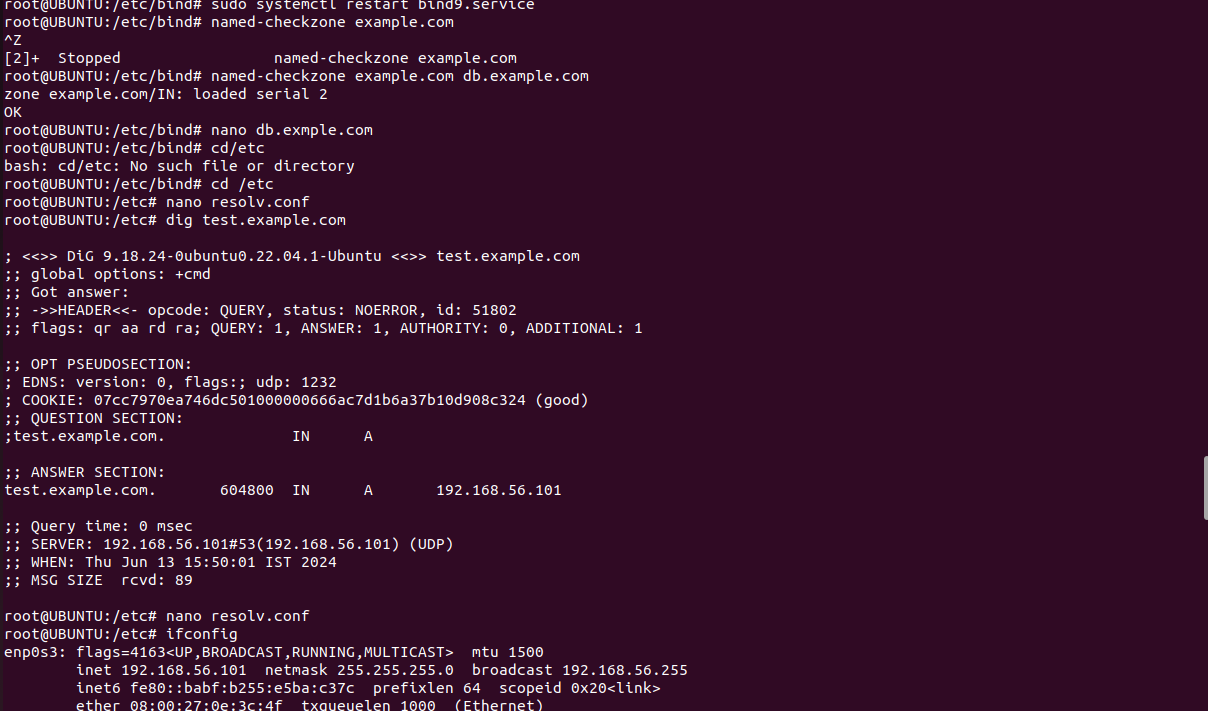 root@UBUNTU:/etc/bind# sudo systemctl restart bind9.service
root@UBUNTU:/etc/bind# named-checkzone example.com
^Z
[2]+  Stopped                 named-checkzone example.com
root@UBUNTU:/etc/bind# named-checkzone example.com db.example.com
zone example.com/IN: loaded serial 2
OK
root@UBUNTU:/etc/bind# nano db.exmple.com
root@UBUNTU:/etc/bind# cd/etc
bash: cd/etc: No such file or directory
root@UBUNTU:/etc/bind# cd /etc
root@UBUNTU:/etc# nano resolv.conf
root@UBUNTU:/etc# dig test.example.com

; <<>> DiG 9.18.24-0ubuntu0.22.04.1-Ubuntu <<>> test.example.com
;; global options: +cmd
;; Got answer:
;; ->>HEADER<<- opcode: QUERY, status: NOERROR, id: 51802
;; flags: qr aa rd ra; QUERY: 1, ANSWER: 1, AUTHORITY: 0, ADDITIONAL: 1

;; OPT PSEUDOSECTION:
; EDNS: version: 0, flags:; udp: 1232
; COOKIE: 07cc7970ea746dc501000000666ac7d1b6a37b10d908c324 (good)
;; QUESTION SECTION:
;test.example.com.              IN      A

;; ANSWER SECTION:
test.example.com.       604800  IN      A       192.168.56.101

;; Query time: 0 msec
;; SERVER: 192.168.56.101#53(192.168.56.101) (UDP)
;; WHEN: Thu Jun 13 15:50:01 IST 2024
;; MSG SIZE  rcvd: 89

root@UBUNTU:/etc# nano resolv.conf
root@UBUNTU:/etc# ifconfig
enp0s3: flags=4163<UP,BROADCAST,RUNNING,MULTICAST>  mtu 1500
        inet 192.168.56.101  netmask 255.255.255.0  broadcast 192.168.56.255
        inet6 fe80::babf:b255:e5ba:c37c  prefixlen 64  scopeid 0x20<link>
        ether 08:00:27:0e:3c:4f  txqueuelen 1000  (Ethernet)